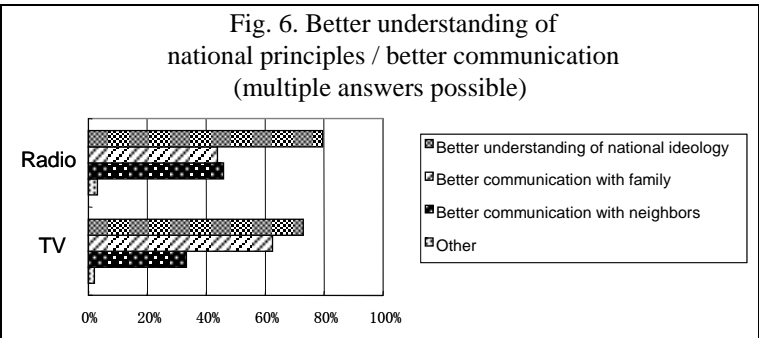 Fig. 6. Better understanding of
national principles / better communication
(multiple answers possible)
Radio
TV
0% 20% 40% 60% 80% 100%
Better understanding of national ideology
Better communication with family
Better communication with neighbors
Other